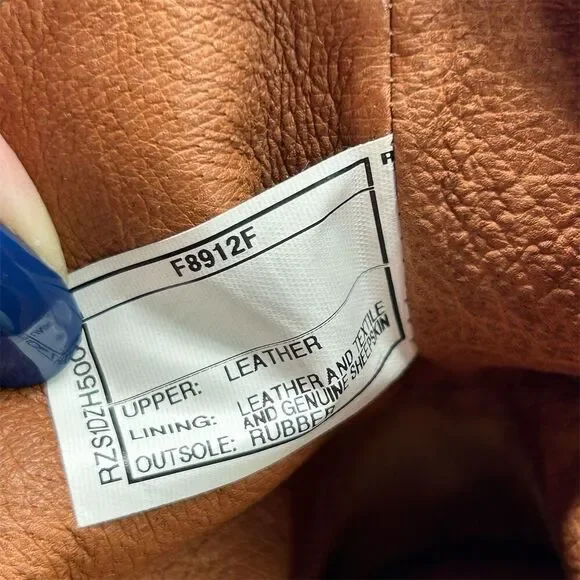 F8912F
UPPER: LEATHER
LINING: LEATHER AND TEXTILE
AND GENUINE SHEEPSKIN
OUTSOLE: RUBBER
RZS1DZH500